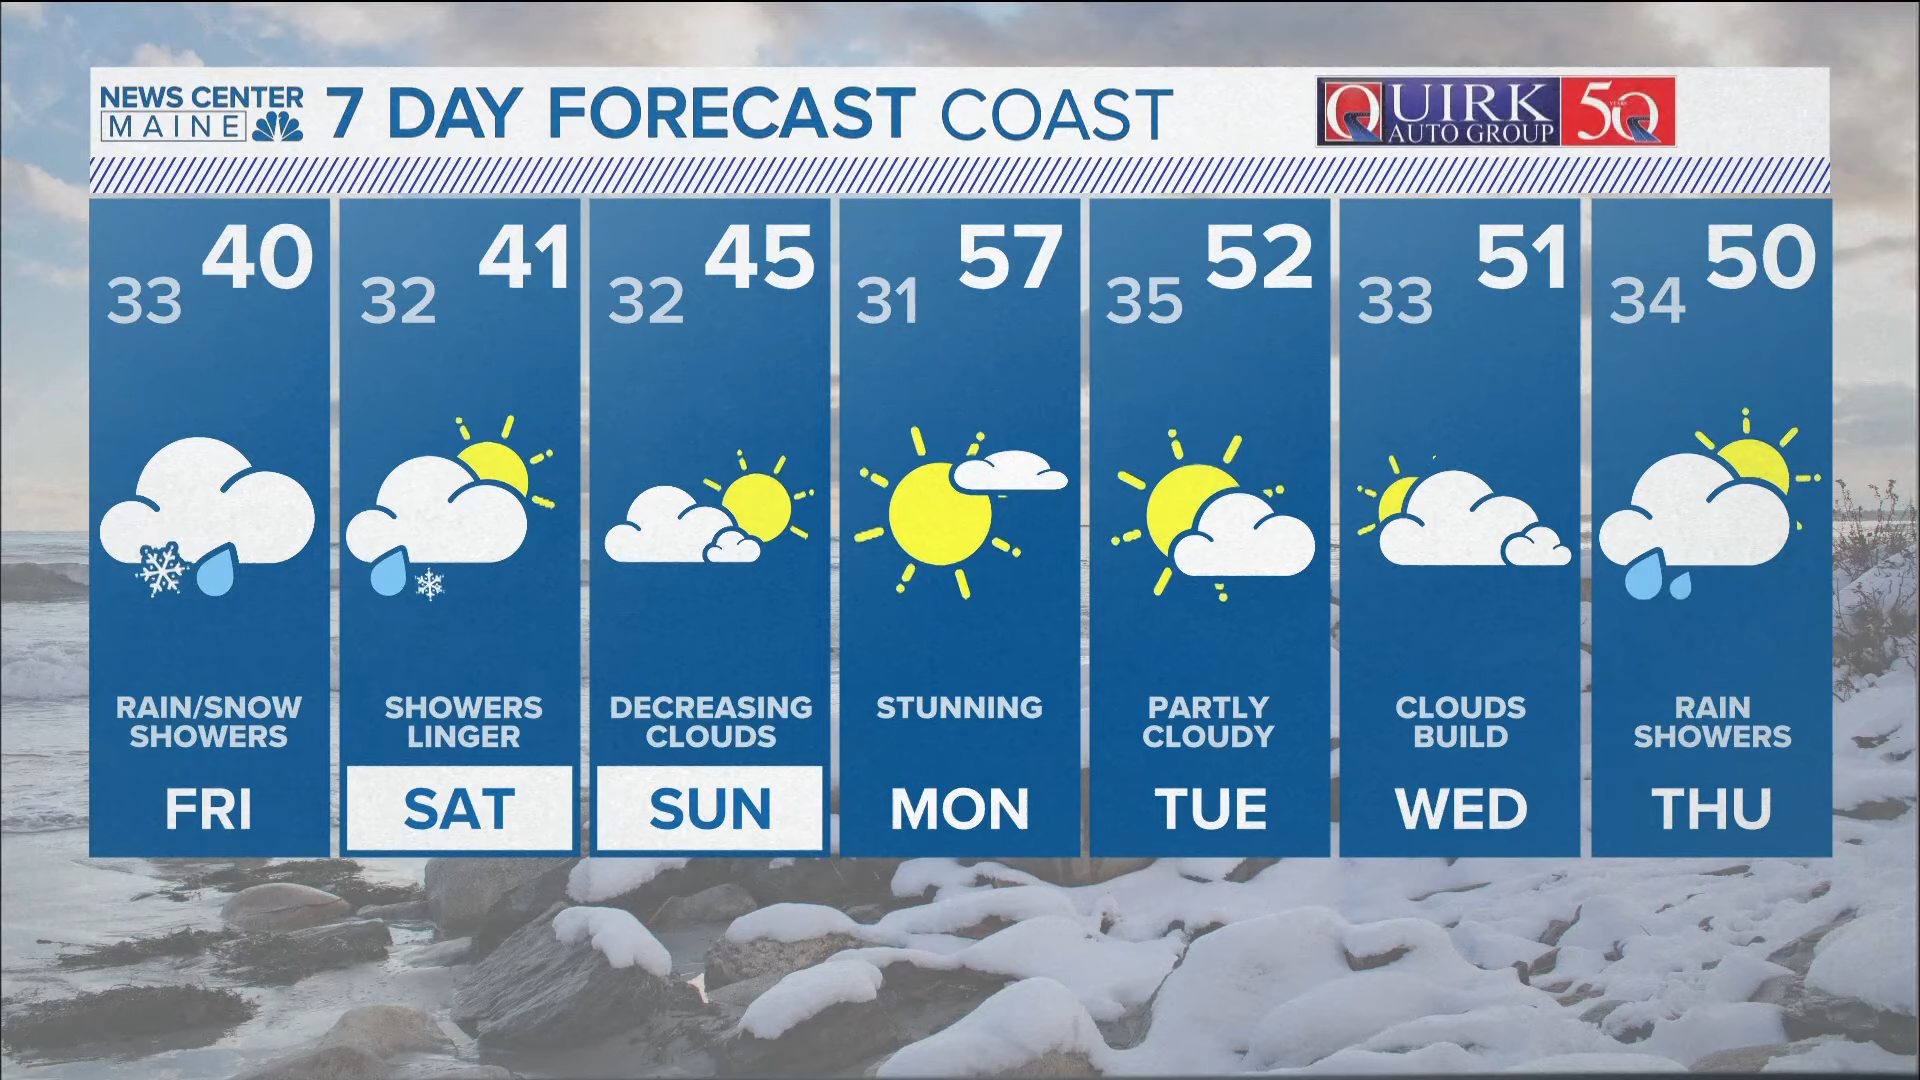 NEWS CENTER
MAINE
7 DAY FORECAST COAST
QUIRK
AUTO GROUP
50
YEARS
33 40
RAIN/SNOW
SHOWERS
FRI
32 41
SHOWERS
LINGER
SAT
32 45
DECREASING
CLOUDS
SUN
31 57
STUNNING
MON
35 52
PARTLY
CLOUDY
TUE
33 51
CLOUDS
BUILD
WED
34 50
RAIN
SHOWERS
THU